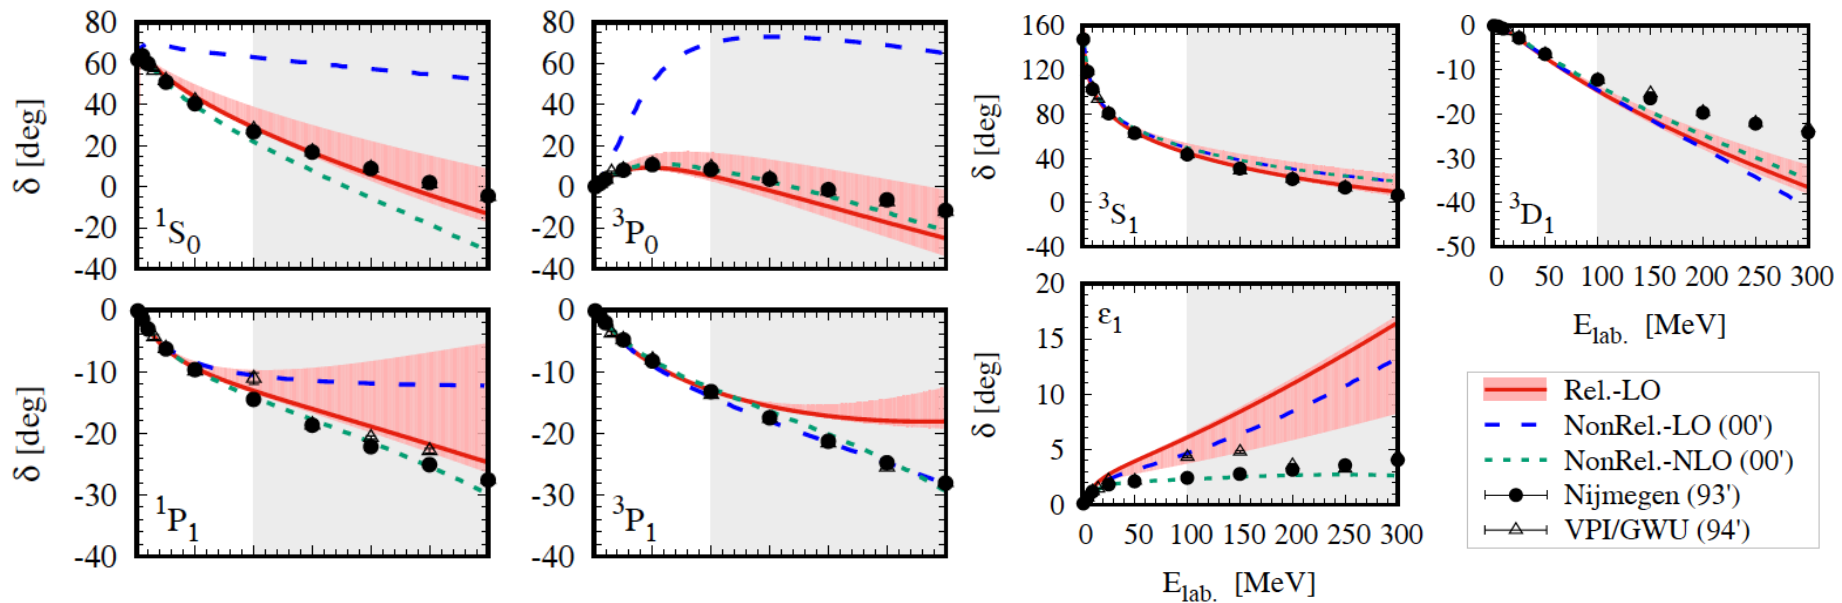 80
60
40
20
0
-20
-40
δ [deg]
¹S₀
80
60
40
20
0
-20
-40
³P₀
160
120
80
40
0
-40
δ [deg]
³S₁
0
-10
-20
-30
-40
-50
³D₁
0 50 100 150 200 250 300
E_lab. [MeV]
0
-10
-20
-30
-40
δ [deg]
¹P₁
0
-10
-20
-30
-40
³P₁
20
15
10
5
0
δ [deg]
ε₁
0 50 100 150 200 250 300
E_lab. [MeV]
Rel.-LO
NonRel.-LO (00')
NonRel.-NLO (00')
Nijmegen (93')
VPI/GWU (94')